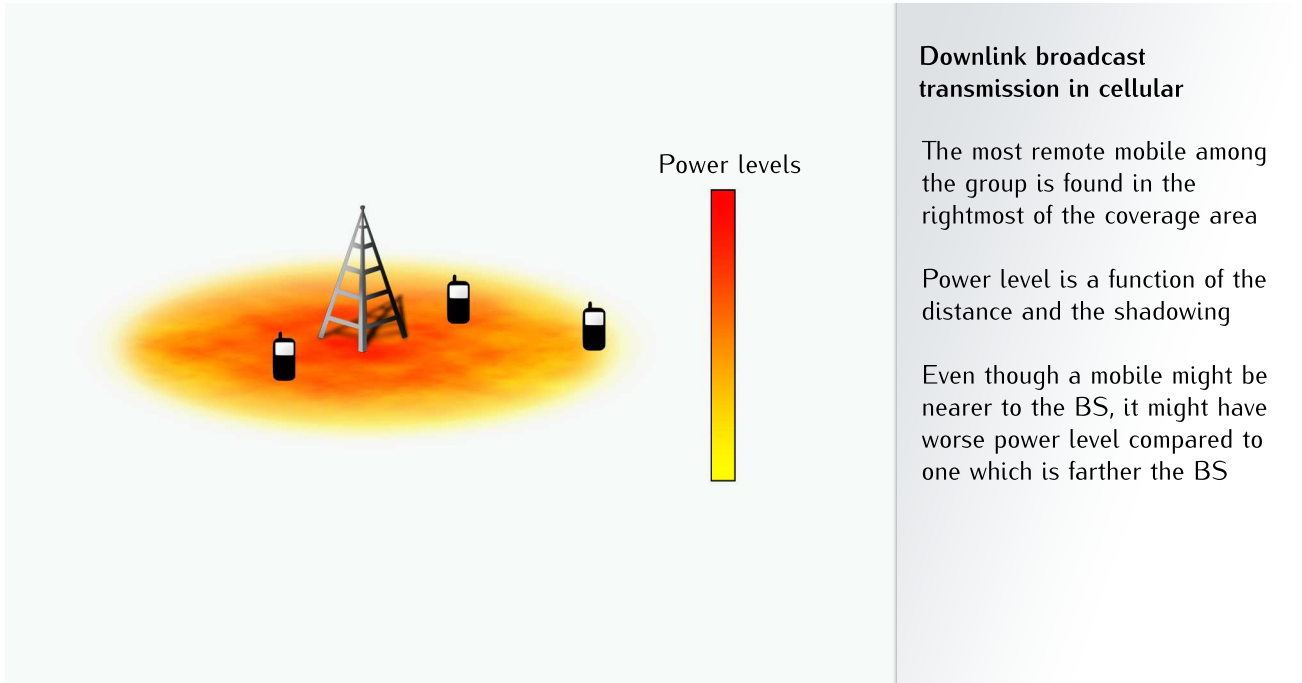 Power levels
Downlink broadcast
transmission in cellular
The most remote mobile among
the group is found in the
rightmost of the coverage area
Power level is a function of the
distance and the shadowing
Even though a mobile might be
nearer to the BS, it might have
worse power level compared to
one which is farther the BS